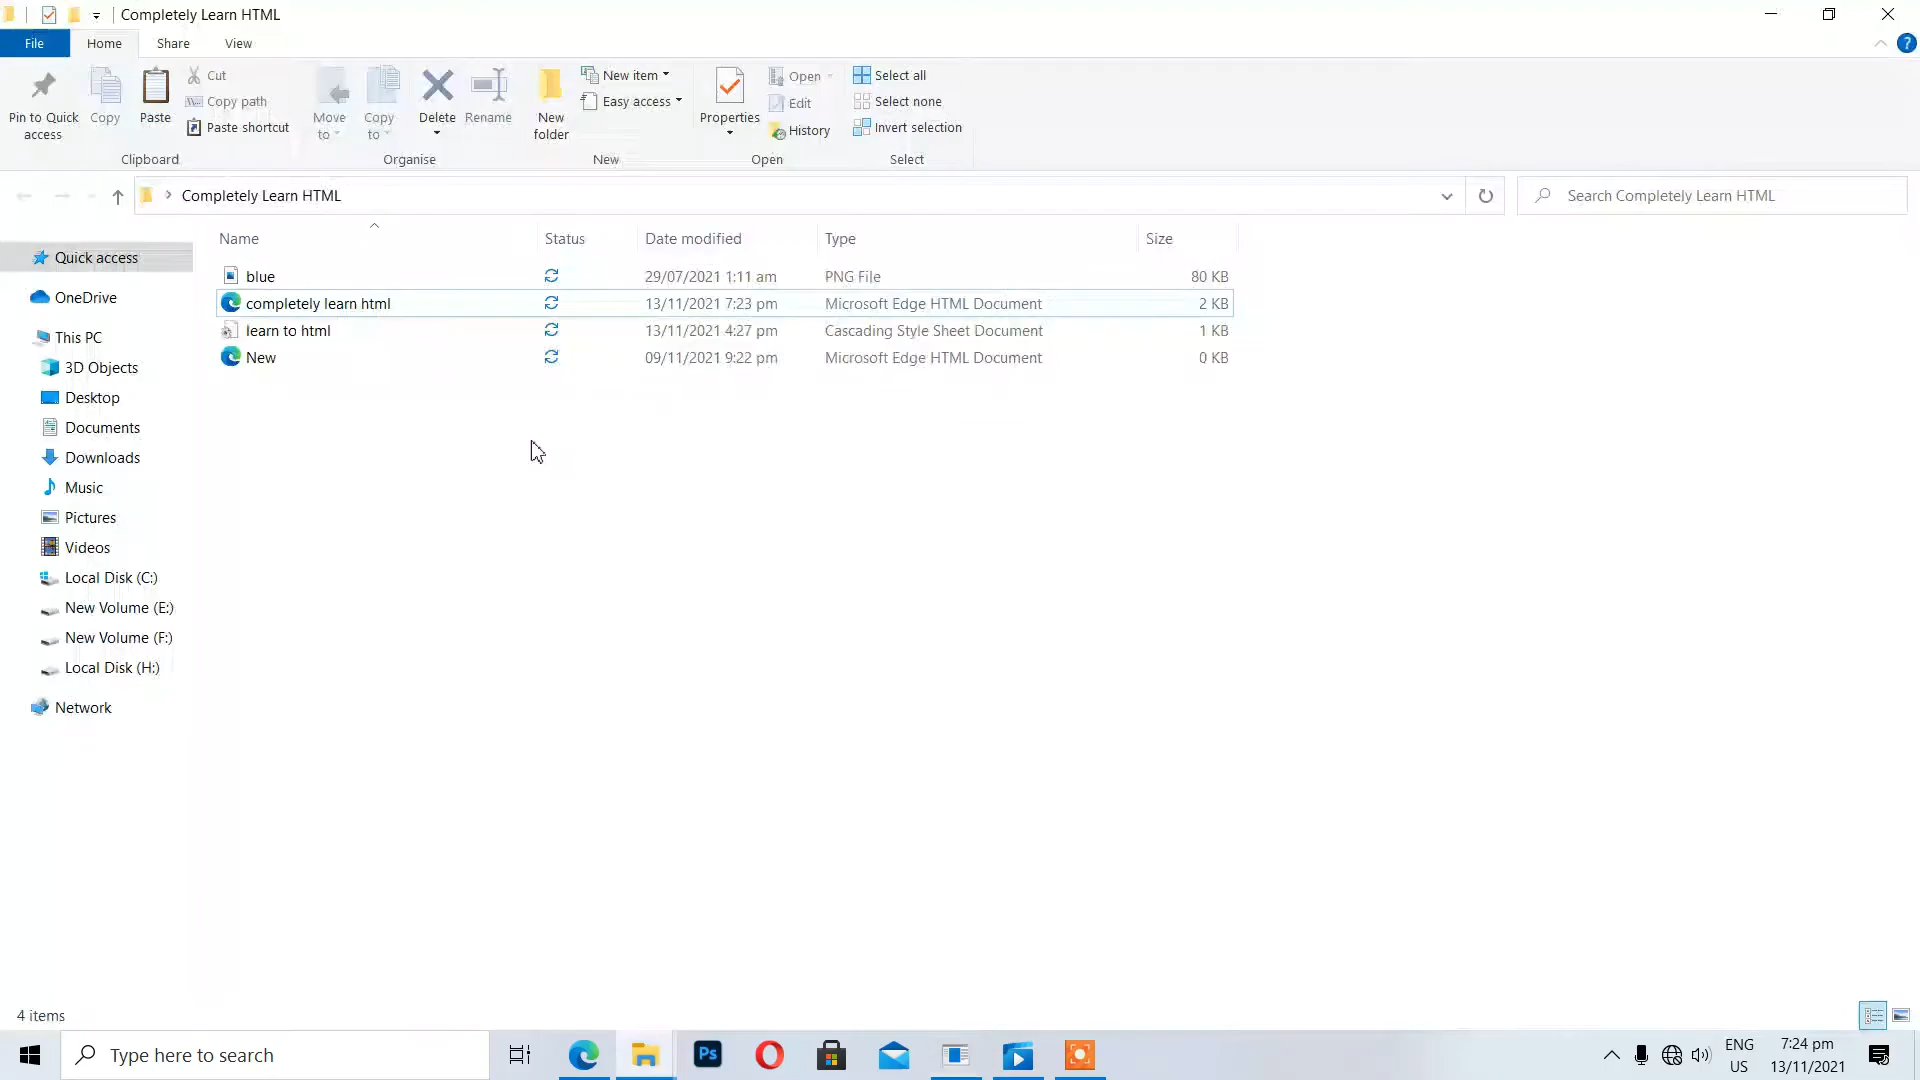 Completely Learn HTML
File Home Share View
Pin to Quick access
Copy
Paste
Cut
Copy path
Paste shortcut
Move to
Copy to
Delete
Rename
New folder
New item
Easy access
Properties
Open
Edit
History
Select all
Select none
Invert selection
Clipboard Organise New Open Select
Completely Learn HTML
Search Completely Learn HTML
Name Status Date modified Type Size
blue 29/07/2021 1:11 am PNG File 80 KB
completely learn html 13/11/2021 7:23 pm Microsoft Edge HTML Document 2 KB
learn to html 13/11/2021 4:27 pm Cascading Style Sheet Document 1 KB
New 09/11/2021 9:22 pm Microsoft Edge HTML Document 0 KB
Quick access
OneDrive
This PC
3D Objects
Desktop
Documents
Downloads
Music
Pictures
Videos
Local Disk (C:)
New Volume (E:)
New Volume (F:)
Local Disk (H:)
Network
4 items
Type here to search
Ps
ENG
US
7:24 pm
13/11/2021